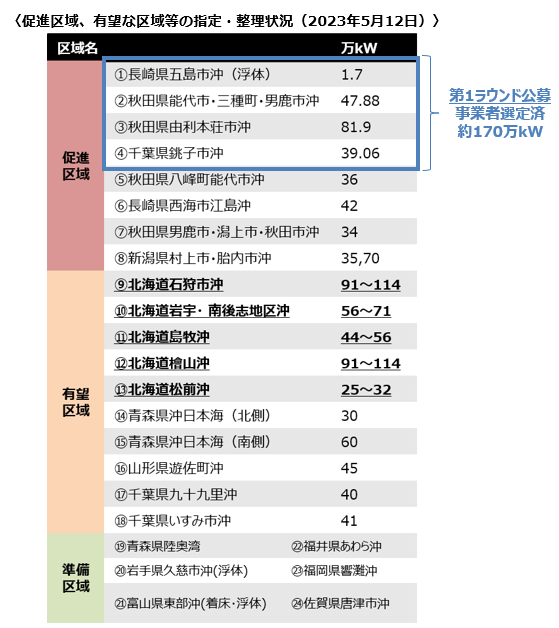 〈促進区域、有望な区域等の指定・整理状況（2023年5月12日）〉
区域名 万kW
促進区域
①長崎県五島市沖（浮体） 1.7
②秋田県能代市・三種町・男鹿市沖 47.88
③秋田県由利本荘市沖 81.9
④千葉県銚子市沖 39.06
⑤秋田県八峰町能代市沖 36
⑥長崎県西海市江島沖 42
⑦秋田県男鹿市・潟上市・秋田市沖 34
⑧新潟県村上市・胎内市沖 35,70
第1ラウンド公募
事業者選定済
約170万kW
有望区域
⑨北海道石狩市沖 91～114
⑩北海道岩宇・南後志地区沖 56～71
⑪北海道島牧沖 44～56
⑫北海道檜山沖 91～114
⑬北海道松前沖 25～32
⑭青森県沖日本海（北側） 30
⑮青森県沖日本海（南側） 60
⑯山形県遊佐町沖 45
⑰千葉県九十九里沖 40
⑱千葉県いすみ市沖 41
準備区域
⑲青森県陸奥湾 ㉒福井県あわら沖
⑳岩手県久慈市沖(浮体) ㉓福岡県響灘沖
㉑富山県東部沖(着床・浮体) ㉔佐賀県唐津市沖